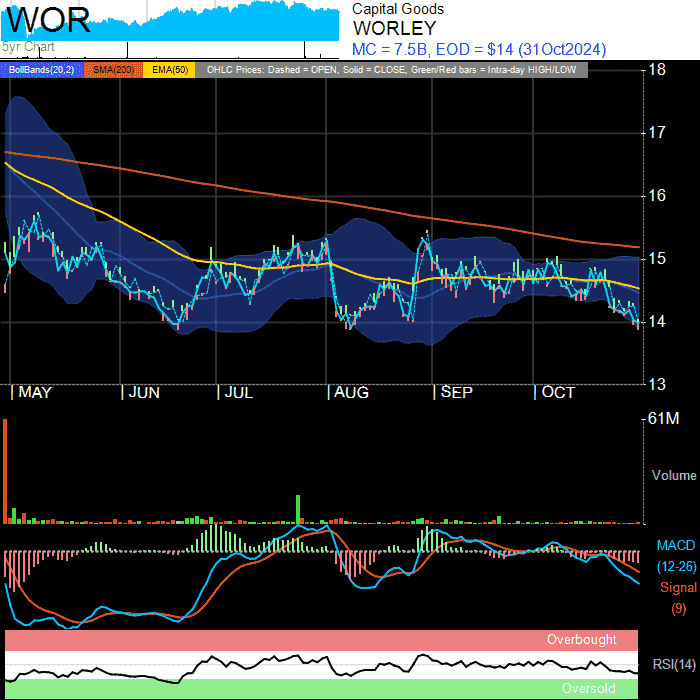 WOR
5yr Chart
Capital Goods
WORLEY
MC = 7.5B, EOD = $14 (31Oct2024)
BollBands(20,2) SMA(200) EMA(50) OHLC Prices: Dashed = OPEN, Solid = CLOSE, Green/Red bars = Intra-day HIGH/LOW
18
17
16
15
14
13
| MAY | JUN | JUL | AUG | SEP | OCT
61M
Volume
MACD
(12-26)
Signal
(9)
Overbought
RSI(14)
Oversold